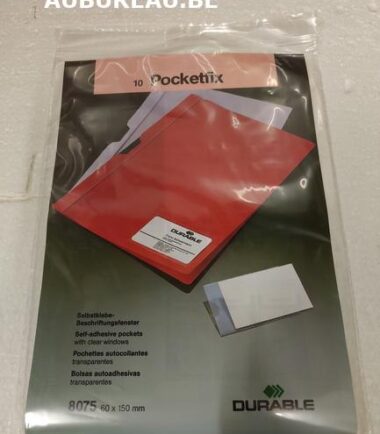 AUBUREAU.BE
10 Pocketfix
DURABLE
Selbstklebe-
Beschriftungsfenster
Self-adhesive pockets
with clear windows
Pochettes autocollantes
transparentes
Bolsas autoadhesivas
transparentes
8075 60 x 150 mm
DURABLE